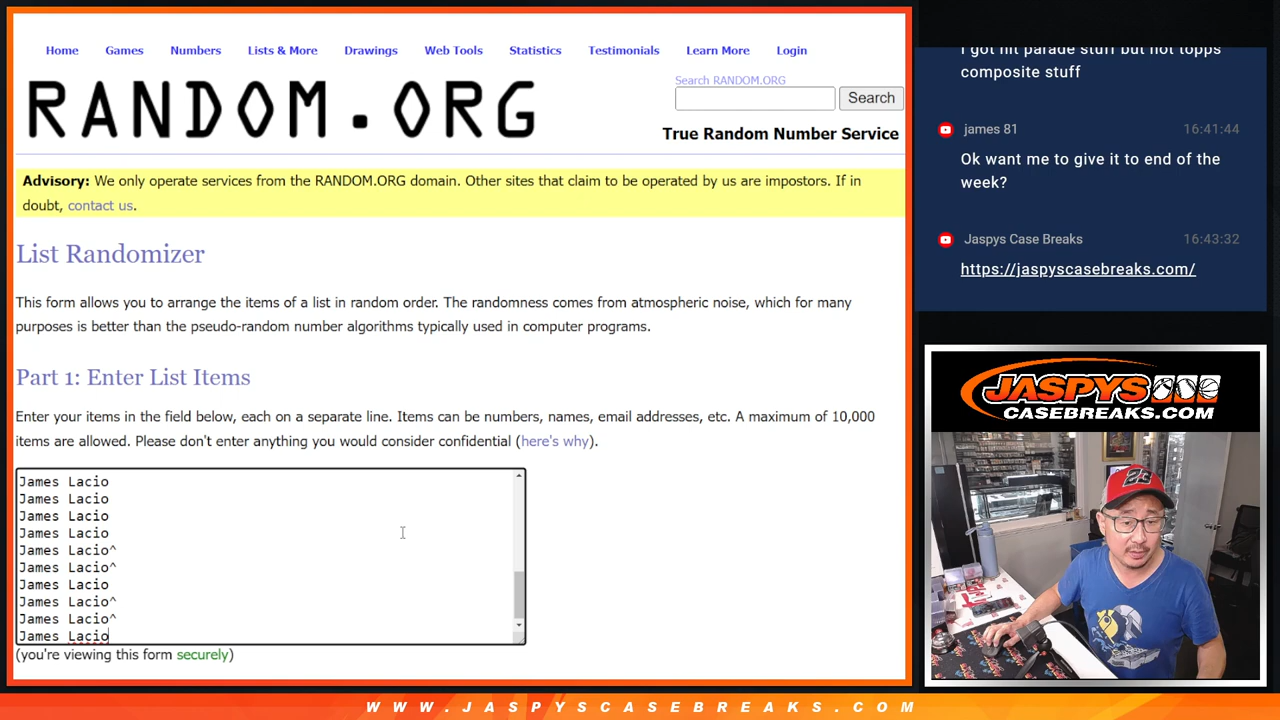 Home Games Numbers Lists & More Drawings Web Tools Statistics Testimonials Learn More Login
RANDOM.ORG
Search RANDOM.ORG
Search
True Random Number Service
Advisory: We only operate services from the RANDOM.ORG domain. Other sites that claim to be operated by us are impostors. If in
doubt, contact us.
List Randomizer
This form allows you to arrange the items of a list in random order. The randomness comes from atmospheric noise, which for many
purposes is better than the pseudo-random number algorithms typically used in computer programs.
Part 1: Enter List Items
Enter your items in the field below, each on a separate line. Items can be numbers, names, email addresses, etc. A maximum of 10,000
items are allowed. Please don't enter anything you would consider confidential (here's why).
James Lacio
James Lacio
James Lacio
James Lacio
James Lacio^
James Lacio^
James Lacio
James Lacio^
James Lacio^
James Lacio
(you're viewing this form securely)
I got hit parade stuff but not topps
composite stuff
james 81 16:41:44
Ok want me to give it to end of the
week?
Jaspys Case Breaks 16:43:32
https://jaspyscasebreaks.com/
JASPYS
CASEBREAKS.COM
23
WWW.JASPYSCASEBREAKS.COM